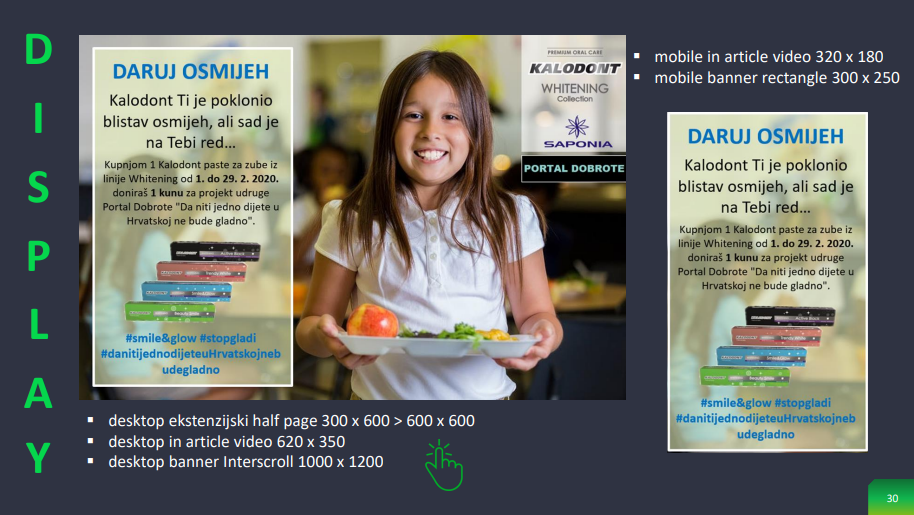 D
I
S
P
L
A
Y
DARUJ OSMIJEH
Kalodont Ti je poklonio
blistav osmijeh, ali sad je
na Tebi red...
Kupnjom 1 Kalodont paste za zube iz
linije Whitening od 1. do 29. 2. 2020.
doniraš 1 kunu za projekt udruge
Portal Dobrote "Da niti jedno dijete u
Hrvatskoj ne bude gladno".
#smile&glow #stopgladi
#danitijednodijeteuHrvatskojneb
udegladno
PREMIUM ORAL CARE
KALODONT
WHITENING
Collection
SAPONIA
PORTAL DOBROTE
▪ desktop ekstenzijski half page 300 x 600 > 600 x 600
▪ desktop in article video 620 x 350
▪ desktop banner Interscroll 1000 x 1200
▪ mobile in article video 320 x 180
▪ mobile banner rectangle 300 x 250
DARUJ OSMIJEH
Kalodont Ti je poklonio
blistav osmijeh, ali sad je
na Tebi red...
Kupnjom 1 Kalodont paste za zube iz
linije Whitening od 1. do 29. 2. 2020.
doniraš 1 kunu za projekt udruge
Portal Dobrote "Da niti jedno dijete u
Hrvatskoj ne bude gladno".
#smile&glow #stopgladi
#danitijednodijeteuHrvatskojneb
udegladno
30